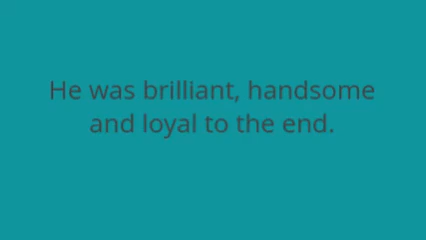 He was brilliant, handsome
and loyal to the end.